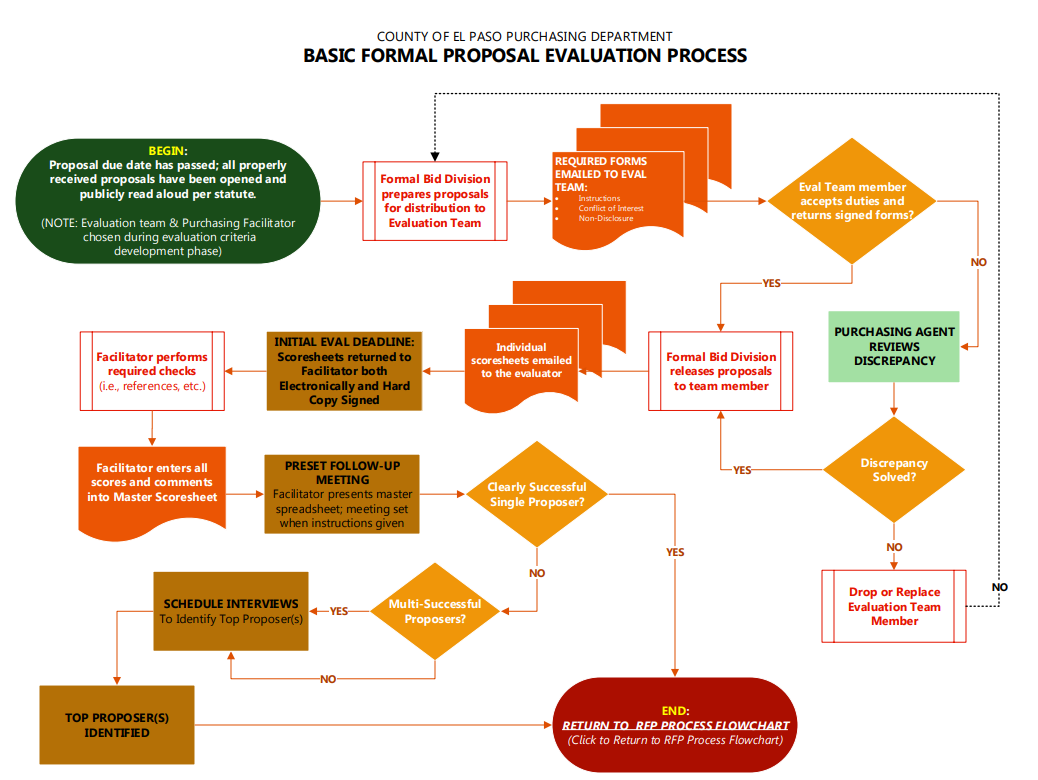 COUNTY OF EL PASO PURCHASING DEPARTMENT
BASIC FORMAL PROPOSAL EVALUATION PROCESS
BEGIN:
Proposal due date has passed; all properly
received proposals have been opened and
publicly read aloud per statute.
(NOTE: Evaluation team & Purchasing Facilitator
chosen during evaluation criteria
development phase)
Formal Bid Division
prepares proposals
for distribution to
Evaluation Team
REQUIRED FORMS
EMAILED TO EVAL
TEAM:
• Instructions
• Conflict of Interest
• Non-Disclosure
Eval Team member
accepts duties and
returns signed forms?
NO
YES
PURCHASING AGENT
REVIEWS
DISCREPANCY
Formal Bid Division
releases proposals
to team member
Individual
scoresheets emailed
to the evaluator
INITIAL EVAL DEADLINE:
Scoresheets returned to
Facilitator both
Electronically and Hard
Copy Signed
Facilitator performs
required checks
(i.e., references, etc.)
Facilitator enters all
scores and comments
into Master Scoresheet
PRESET FOLLOW-UP
MEETING
Facilitator presents master
spreadsheet; meeting set
when instructions given
Clearly Successful
Single Proposer?
YES
Discrepancy
Solved?
YES
NO
NO
Drop or Replace
Evaluation Team
Member
NO
Multi-Successful
Proposers?
YES
SCHEDULE INTERVIEWS
To Identify Top Proposer(s)
NO
TOP PROPOSER(S)
IDENTIFIED
END:
RETURN TO RFP PROCESS FLOWCHART
(Click to Return to RFP Process Flowchart)